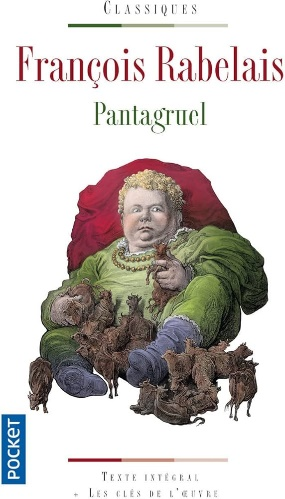 CLASSIQUES
François Rabelais
Pantagruel
POCKET
TEXTE INTÉGRAL
+ LES CLÉS DE L'ŒUVRE